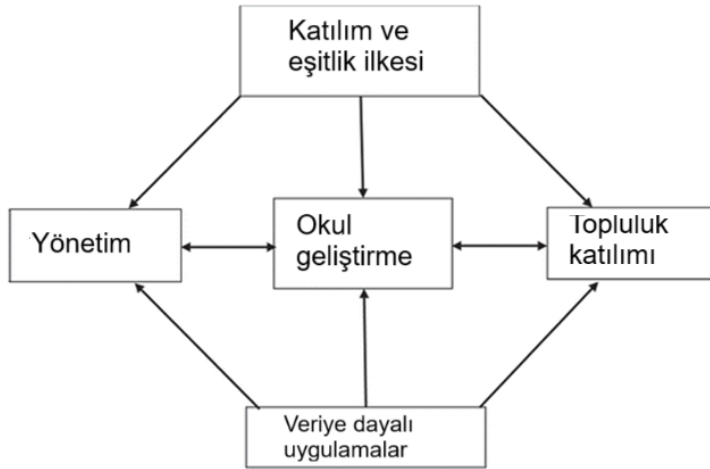 Katılım ve
eşitlik ilkesi
Yönetim
Okul
geliştirme
Topluluk
katılımı
Veriye dayalı
uygulamalar